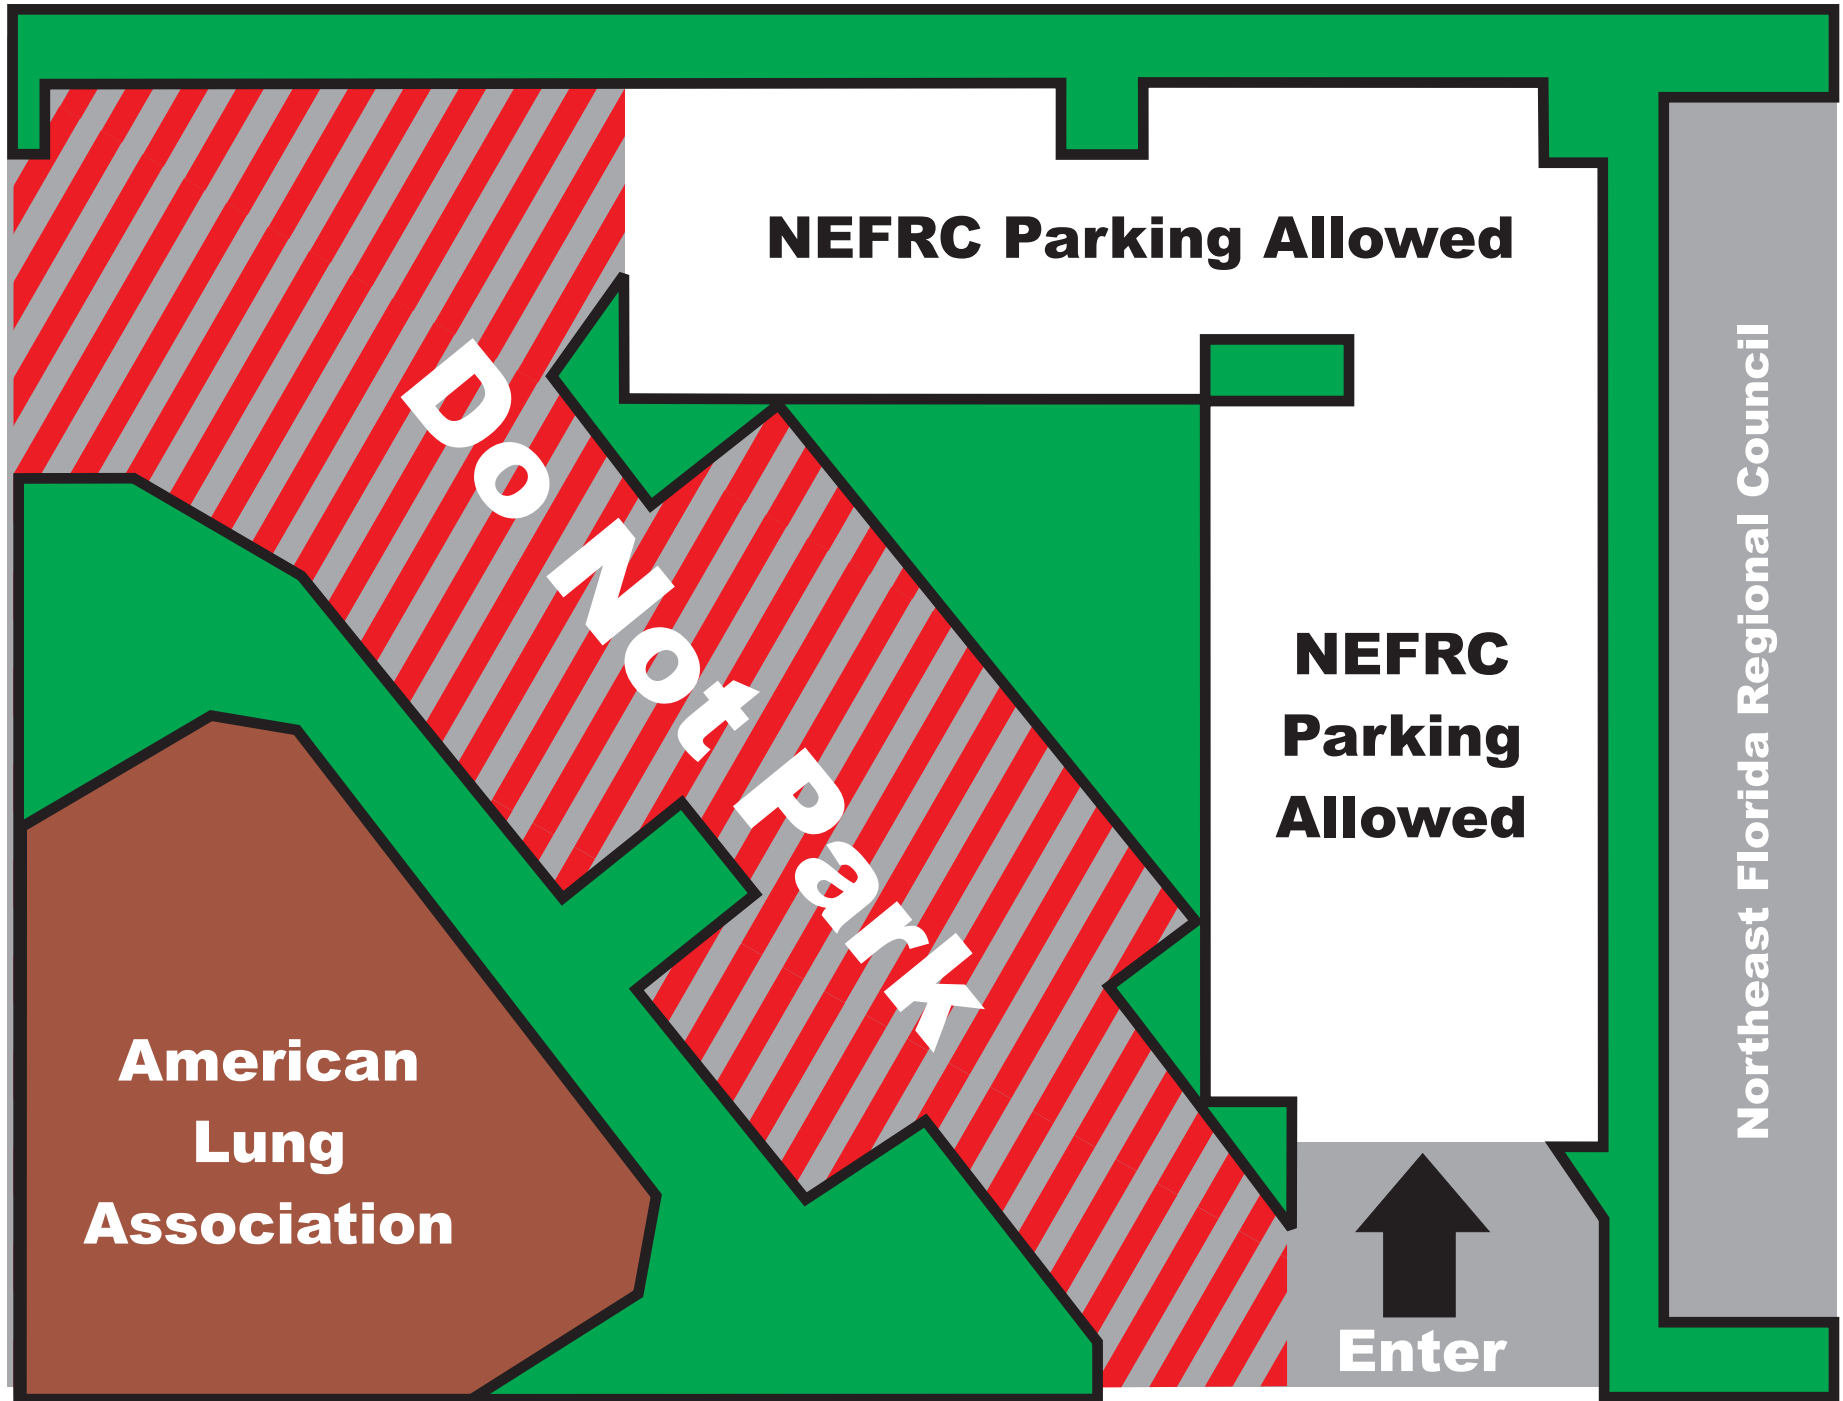 NEFRC Parking Allowed
Do Not Park
NEFRC
Parking
Allowed
Northeast Florida Regional Council
American
Lung
Association
Enter